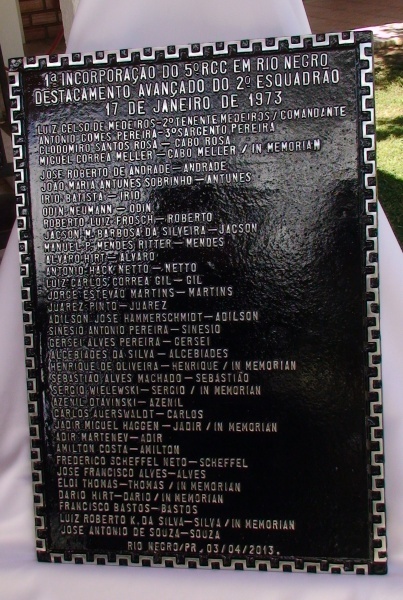 1ª INCORPORAÇÃO DO 5º RCC EM RIO NEGRO
DESTACAMENTO AVANÇADO DO 2º ESQUADRÃO
17 DE JANEIRO DE 1973
LUIZ CELSO DE MEDEIROS-2º TENENTE MEDEIROS/COMANDANTE
ANTONIO GOMES PEREIRA-3º SARGENTO PEREIRA
CLODOMIRO SANTOS ROSA-CABO ROSA
MIGUEL CORREA MELLER-CABO MELLER/IN MEMORIAN
JOSE ROBERTO DE ANDRADE-ANDRADE
JOAO MARIA ANTUNES SOBRINHO-ANTUNES
IRIO BATISTA-IRIO
ODIN NEUMANN-ODIN
ROBERTO LUIZ FROSCH-ROBERTO
JACSON M. BARBOSA DA SILVEIRA-JACSON
MANUEL P. MENDES RITTER-MENDES
ALVARO HIRT-ALVARO
ANTONIO HACK NETTO-NETTO
LUIZ CARLOS CORREA GIL-GIL
JORGE ESTEVÃO MARTINS-MARTINS
JUAREZ PINTO-JUAREZ
ADILSON JOSE HAMMERSCHMIDT-ADILSON
SINESIO ANTONIO PEREIRA-SINESIO
GERSEI ALVES PEREIRA-GERSEI
ALCEBIADES DA SILVA-ALCEBIADES
HENRIQUE DE OLIVEIRA-HENRIQUE/IN MEMORIAN
SEBASTIÃO ALVES MACHADO-SEBASTIÃO
SERGIO WIELEWSKI-SERGIO/IN MEMORIAN
AZENIL OTAVINSKI-AZENIL
CARLOS AUERSWALDT-CARLOS
JADIR MIGUEL HAGGEN-JADIR/IN MEMORIAN
ADIR MARTENEV-ADIR
AMILTON COSTA-AMILTON
FREDERICO SCHEFFEL NETO-SCHEFFEL
JOSE FRANCISCO ALVES-ALVES
ELOI THOMAS-THOMAS/IN MEMORIAN
DARIO HIRT-DARIO/IN MEMORIAN
FRANCISCO BASTOS-BASTOS
LUIZ ROBERTO K. DA SILVA-SILVA/IN MEMORIAN
JOSE ANTONIO DE SOUZA-SOUZA
RIO NEGRO/PR. 03/04/2013.